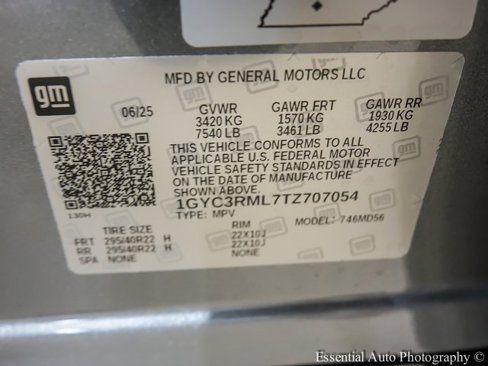 gm
MFD BY GENERAL MOTORS LLC
06/25 GVWR GAWR FRT GAWR RR
3420 KG 1570 KG 1930 KG
7540 LB 3461 LB 4255 LB
THIS VEHICLE CONFORMS TO ALL
APPLICABLE U.S. FEDERAL MOTOR
VEHICLE SAFETY STANDARDS IN EFFECT
ON THE DATE OF MANUFACTURE
SHOWN ABOVE.
1GYC3RML7TZ707054
130H TYPE: MPV MODEL: 746MD56
TIRE SIZE RIM
FRT 295/40R22 H 22X10J
RR 295/40R22 H 22X10J
SPA NONE NONE
Essential Auto Photography ©